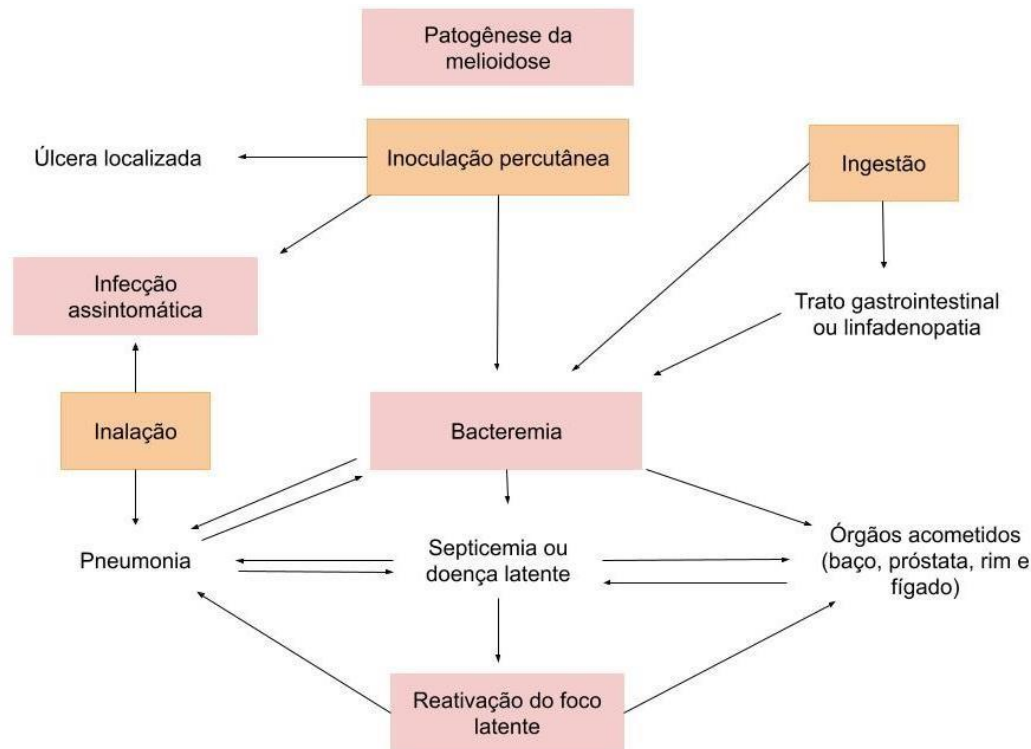 Patogênese da
melioidose
Úlcera localizada
Inoculação percutânea
Ingestão
Infecção
assintomática
Trato gastrointestinal
ou linfadenopatia
Inalação
Bacteremia
Pneumonia
Septicemia ou
doença latente
Órgãos acometidos
(baço, próstata, rim e
fígado)
Reativação do foco
latente